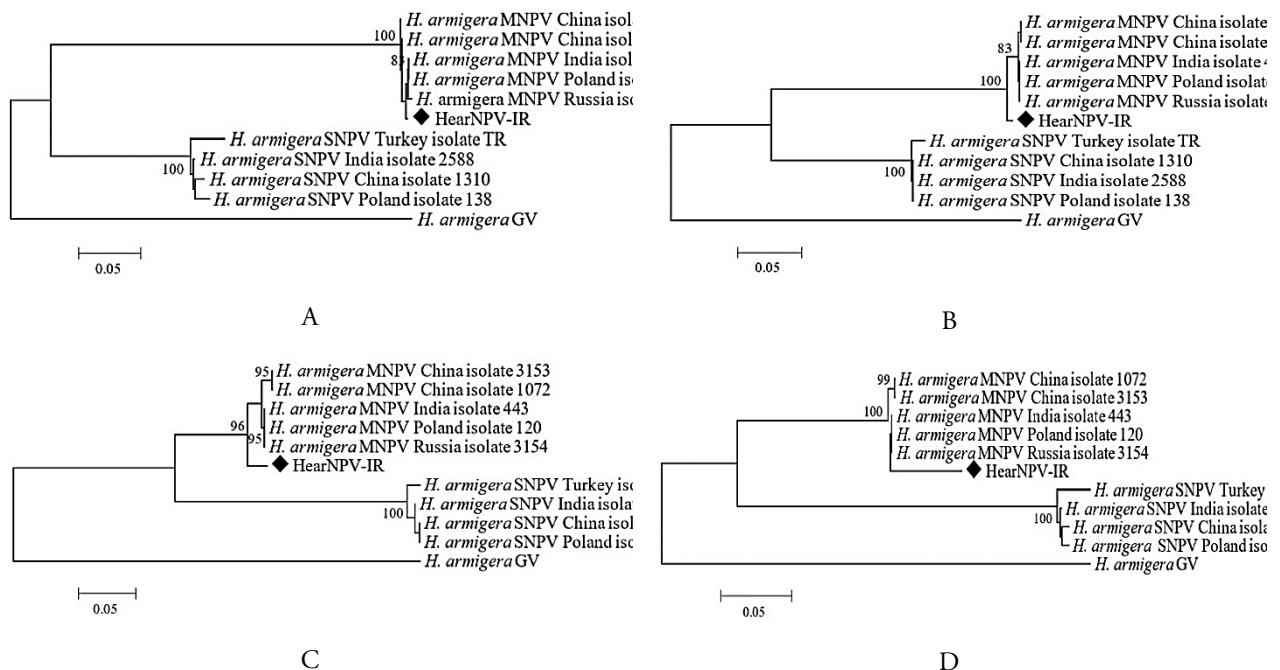 H. armigera MNPV China isol
100
H. armigera MNPV China isol
H. armigera MNPV India isol
H. armigera MNPV Poland iso
H. armigera MNPV Russia iso
HearNPV-IR
H. armigera SNPV Turkey isolate TR
H. armigera SNPV India isolate 2588
100
H. armigera SNPV China isolate 1310
H. armigera SNPV Poland isolate 138
H. armigera GV
0.05
A
H. armigera MNPV China isolate
H. armigera MNPV China isolate
83
H. armigera MNPV India isolate
H. armigera MNPV Poland isolate
100
H. armigera MNPV Russia isolate
HearNPV-IR
H. armigera SNPV Turkey isolate TR
H. armigera SNPV China isolate 1310
100
H. armigera SNPV India isolate 2588
H. armigera SNPV Poland isolate 138
H. armigera GV
0.05
B
95
H. armigera MNPV China isolate 3153
H. armigera MNPV China isolate 1072
H. armigera MNPV India isolate 443
96
H. armigera MNPV Poland isolate 120
95
H. armigera MNPV Russia isolate 3154
HearNPV-IR
H. armigera SNPV Turkey iso
H. armigera SNPV India isolat
100
H. armigera SNPV China isol
H. armigera SNPV Poland iso
H. armigera GV
0.05
C
99
H. armigera MNPV China isolate 1072
H. armigera MNPV China isolate 3153
100
H. armigera MNPV India isolate 443
H. armigera MNPV Poland isolate 120
H. armigera MNPV Russia isolate 3154
HearNPV-IR
H. armigera SNPV Turkey
H. armigera SNPV India isolate
100
H. armigera SNPV China isola
H. armigera SNPV Poland iso
H. armigera GV
0.05
D